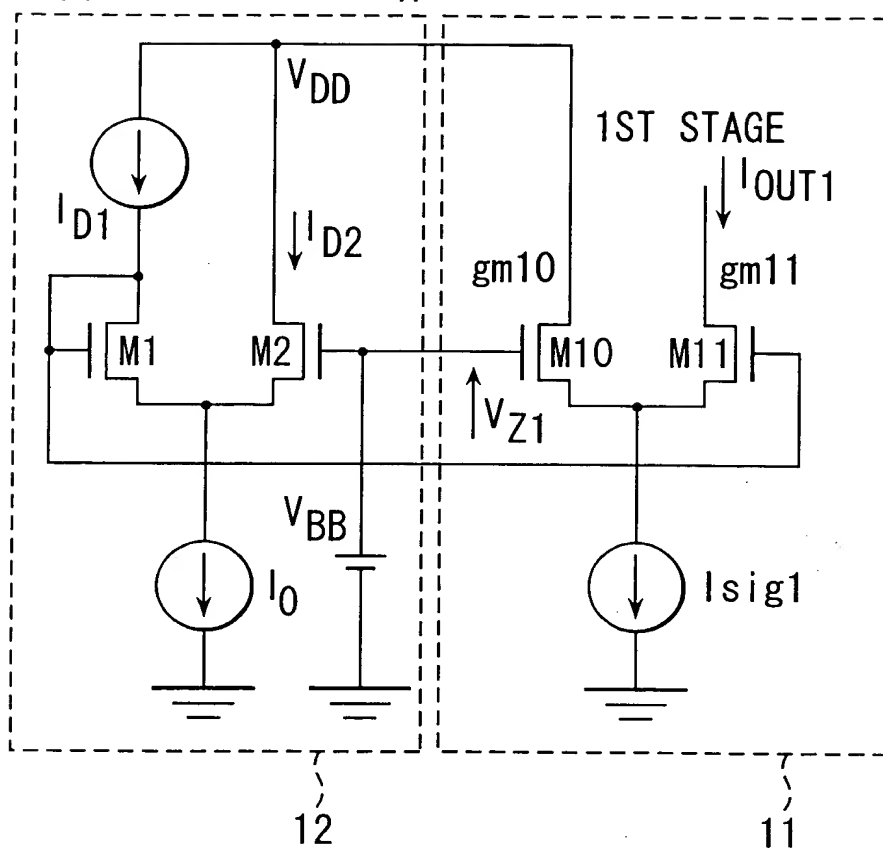 V_DD
1ST STAGE
I_D1
I_D2
I_OUT1
gm10
gm11
M1
M2
M10
M11
V_Z1
V_BB
I_0
Isig1
12
11